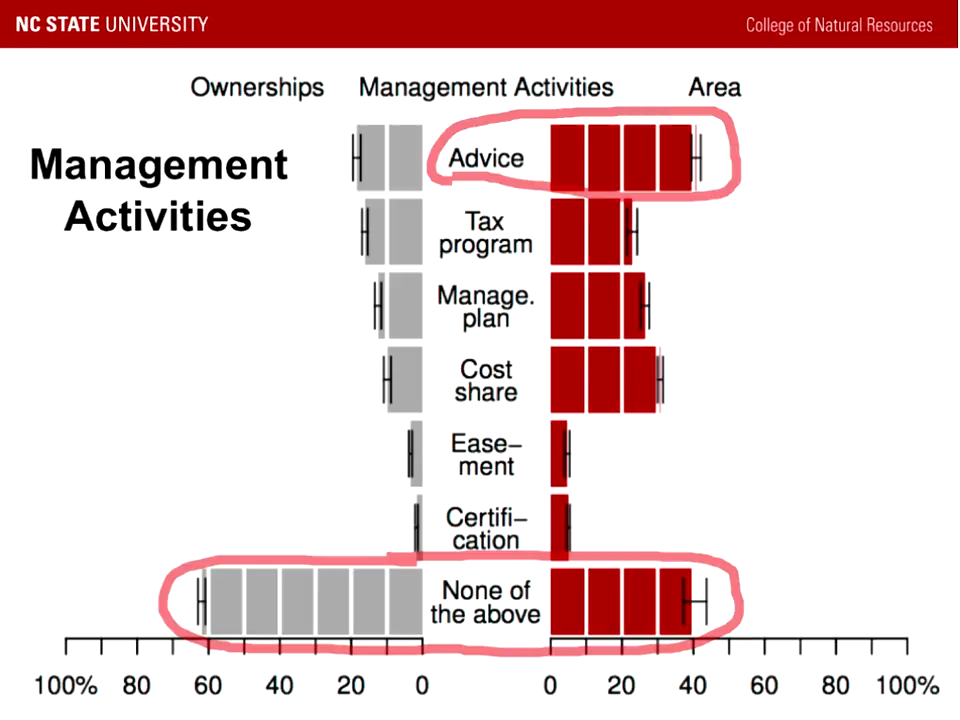 NC STATE UNIVERSITY
College of Natural Resources
Ownerships
Management Activities
Area
Management
Activities
Advice
Tax
program
Manage.
plan
Cost
share
Ease–
ment
Certifi–
cation
None of
the above
100% 80 60 40 20 0
0 20 40 60 80 100%